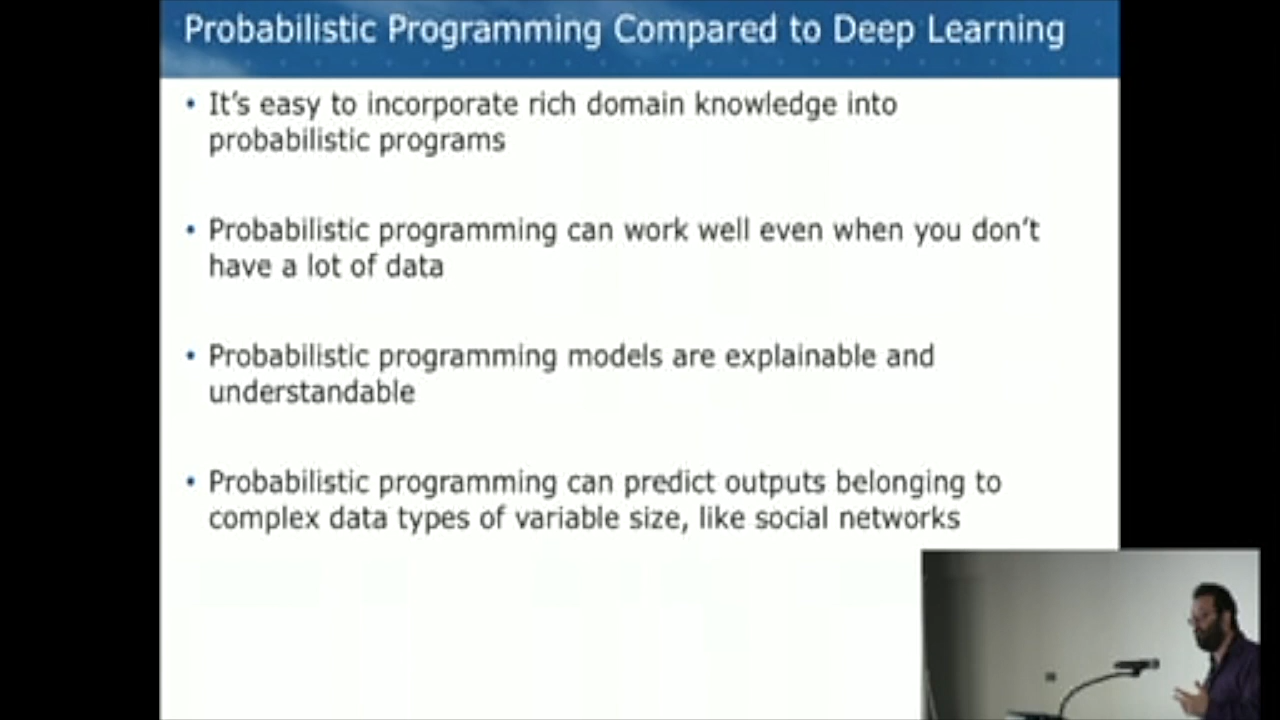 Probabilistic Programming Compared to Deep Learning
• It's easy to incorporate rich domain knowledge into
probabilistic programs
• Probabilistic programming can work well even when you don't
have a lot of data
• Probabilistic programming models are explainable and
understandable
• Probabilistic programming can predict outputs belonging to
complex data types of variable size, like social networks